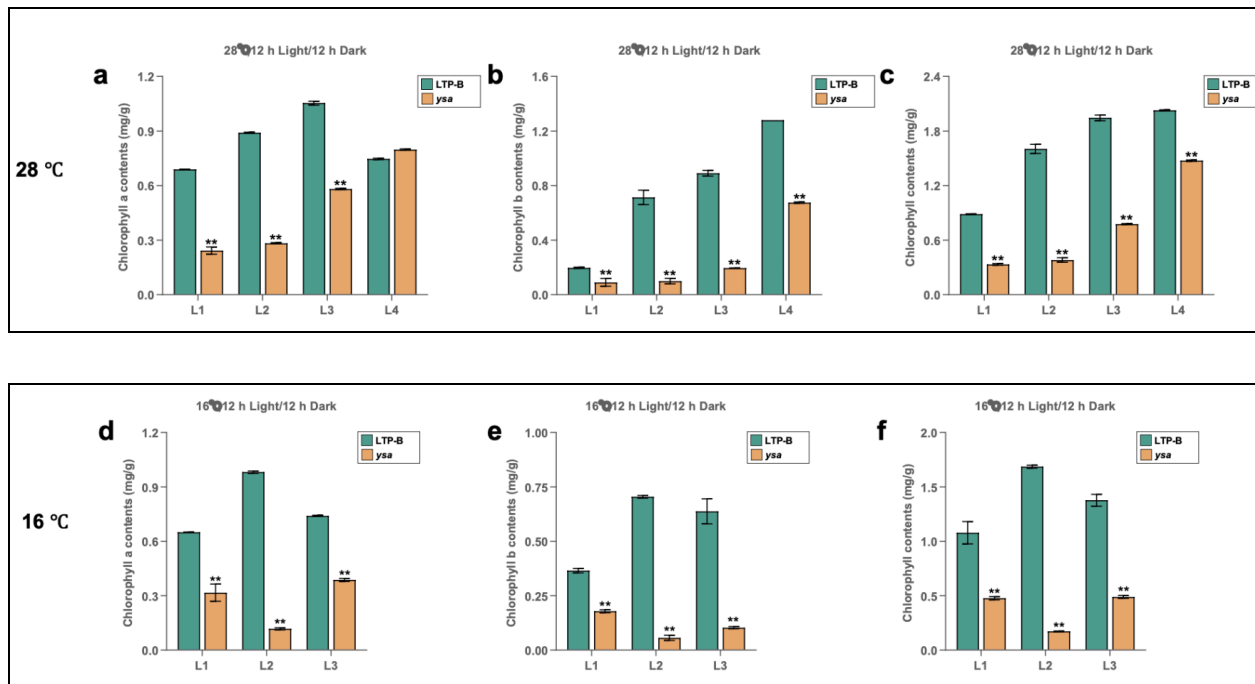 28 12 h Light/12 h Dark
a
LTP-B
ysa
Chlorophyll a contents (mg/g)
1.2
0.9
0.6
0.3
0.0
**
**
**
L1 L2 L3 L4
28 12 h Light/12 h Dark
b
LTP-B
ysa
Chlorophyll b contents (mg/g)
1.6
1.2
0.8
0.4
0.0
**
**
**
**
L1 L2 L3 L4
28 12 h Light/12 h Dark
c
LTP-B
ysa
Chlorophyll contents (mg/g)
2.4
1.8
1.2
0.6
0.0
**
**
**
**
L1 L2 L3 L4
28 ℃
16 12 h Light/12 h Dark
d
LTP-B
ysa
Chlorophyll a contents (mg/g)
1.2
0.9
0.6
0.3
0.0
**
**
**
L1 L2 L3
16 12 h Light/12 h Dark
e
LTP-B
ysa
Chlorophyll b contents (mg/g)
1.00
0.75
0.50
0.25
0.00
**
**
**
L1 L2 L3
16 12 h Light/12 h Dark
f
LTP-B
ysa
Chlorophyll contents (mg/g)
2.0
1.5
1.0
0.5
0.0
**
**
**
L1 L2 L3
16 ℃